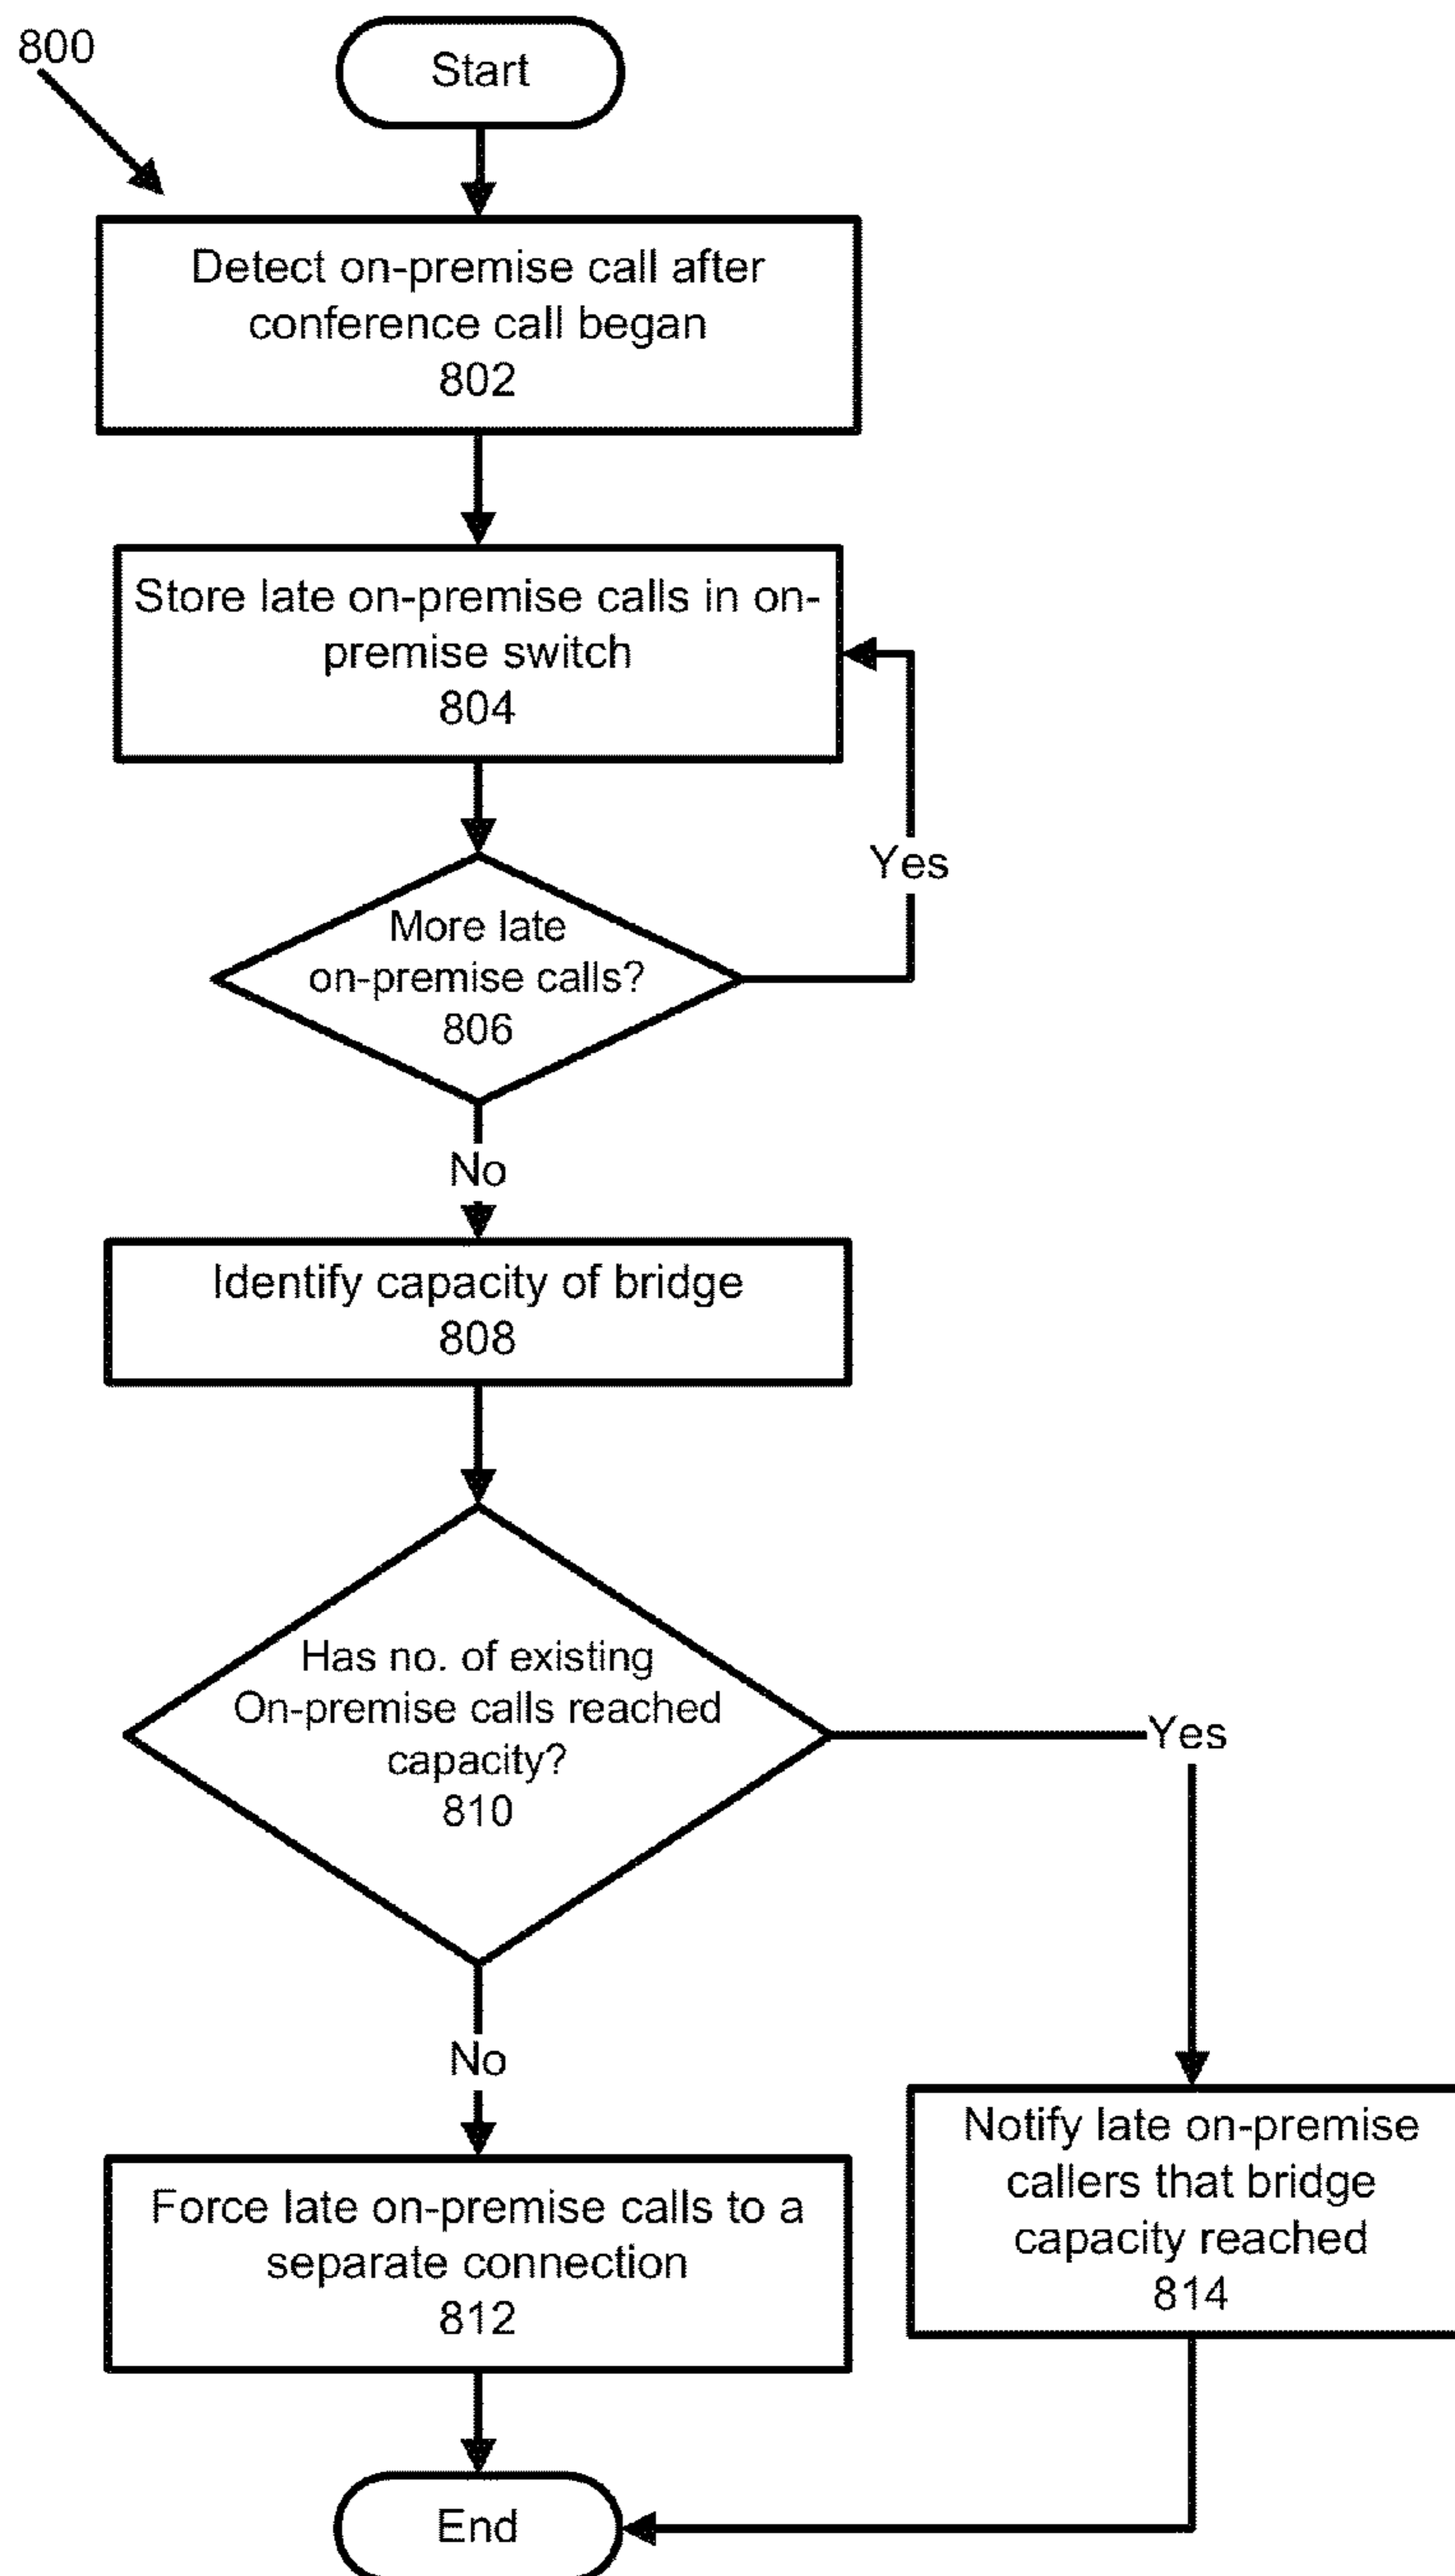 800
Start
Detect on-premise call after
conference call began
802
Store late on-premise calls in on-
premise switch
804
Yes
More late
on-premise calls?
806
No
Identify capacity of bridge
808
Has no. of existing
On-premise calls reached
capacity?
810
Yes
No
Notify late on-premise
callers that bridge
capacity reached
814
Force late on-premise calls to a
separate connection
812
End